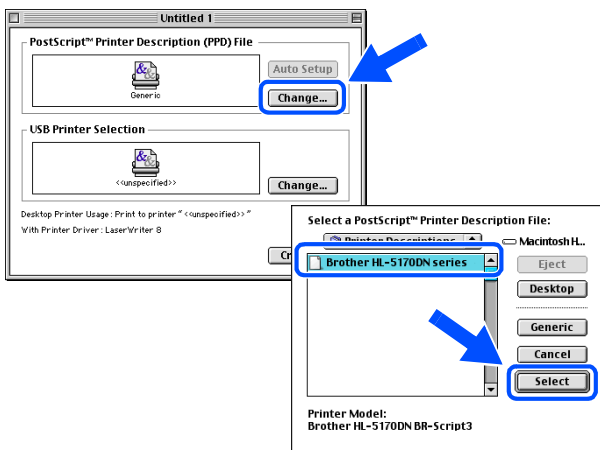 Untitled 1
PostScript™ Printer Description (PPD) File
Auto Setup
Generic
Change...
USB Printer Selection
<<unspecified>>
Change...
Desktop Printer Usage: Print to printer "<<unspecified>>"
With Printer Driver: LaserWriter 8
Cr
Select a PostScript™ Printer Description File:
Printer Descriptions
Macintosh H...
Brother HL-5170DN series
Eject
Desktop
Generic
Cancel
Select
Printer Model:
Brother HL-5170DN BR-Script3